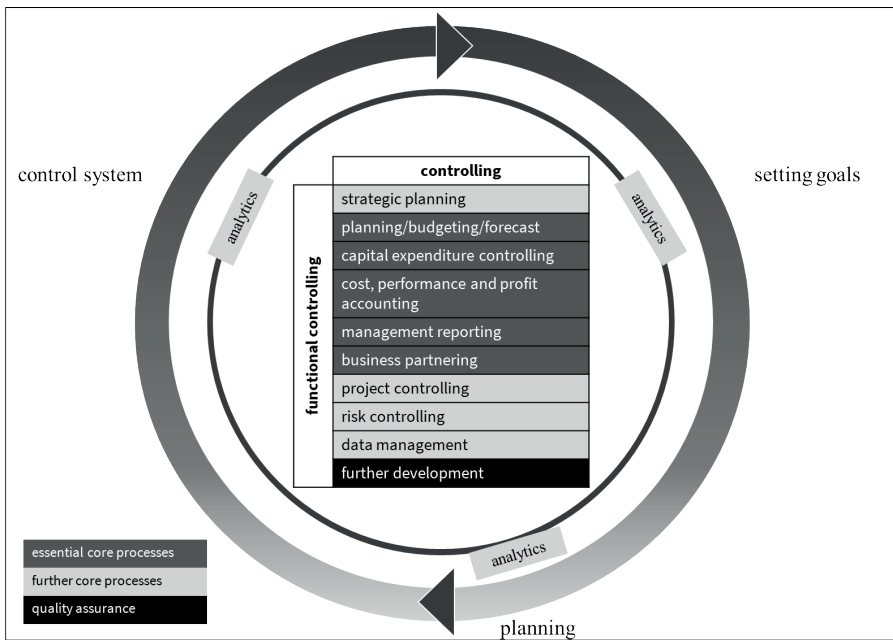 control system
setting goals
analytics
analytics
controlling
functional controlling
strategic planning
planning/budgeting/forecast
capital expenditure controlling
cost, performance and profit
accounting
management reporting
business partnering
project controlling
risk controlling
data management
further development
analytics
essential core processes
further core processes
quality assurance
planning